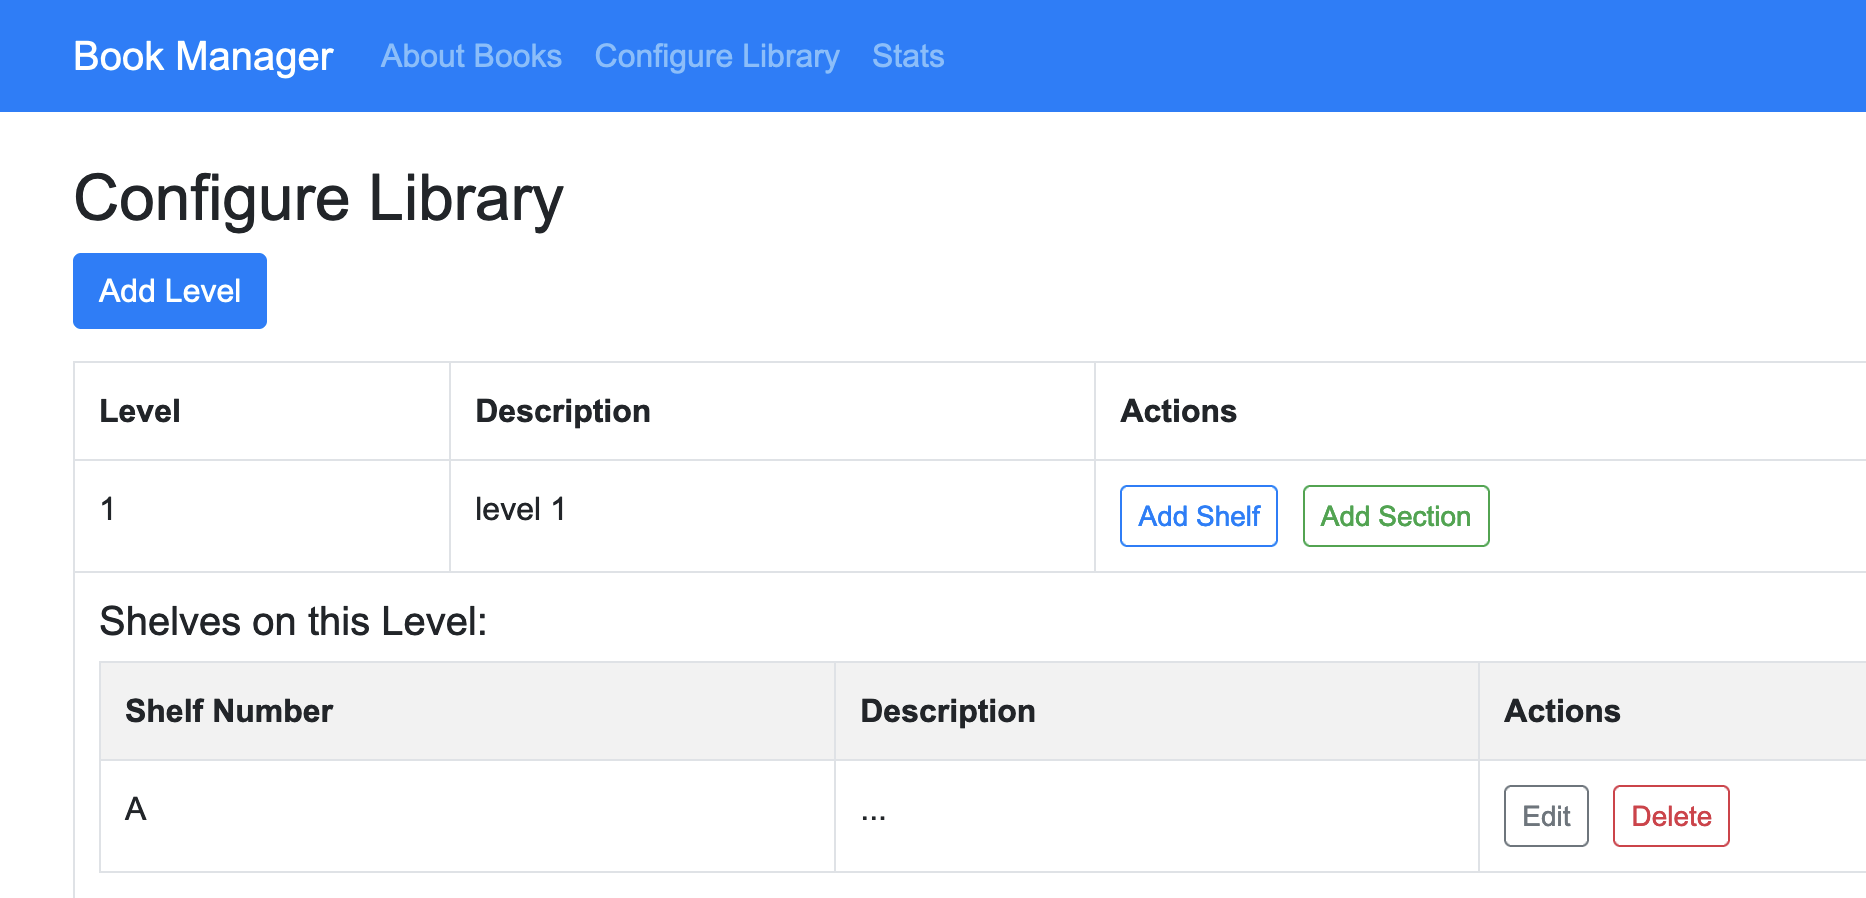 Book Manager About Books Configure Library Stats
Configure Library
Add Level
Level Description Actions
1 level 1 Add Shelf Add Section
Shelves on this Level:
Shelf Number Description Actions
A ... Edit Delete